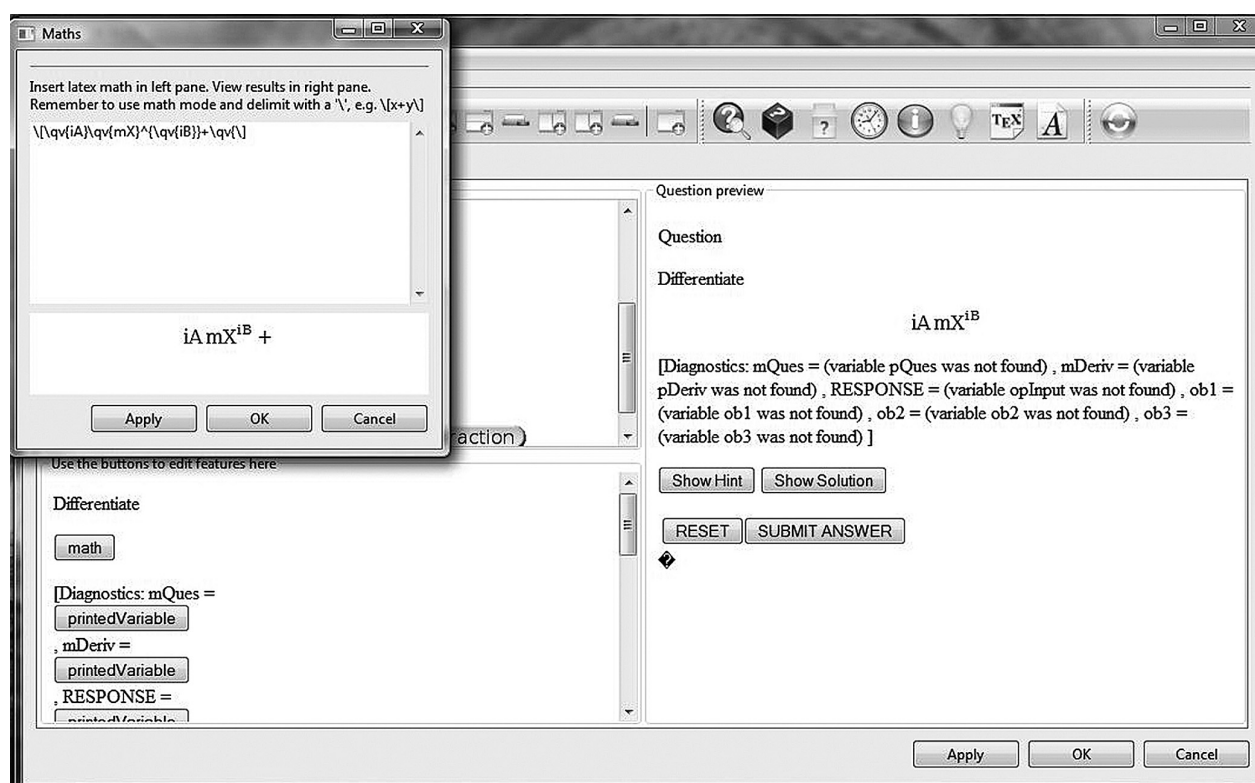 Maths
Insert latex math in left pane. View results in right pane.
Remember to use math mode and delimit with a '\', e.g. \[x+y\]
\[\qv{iA}\qv{mX}^{\qv{iB}}+\qv{\]
iA mX^iB +
Apply
OK
Cancel
?
TEX
A
raction)
Use the buttons to edit features here
Differentiate
math
[Diagnostics: mQues =
printedVariable
, mDeriv =
printedVariable
, RESPONSE =
printedVariable
Question preview
Question
Differentiate
iA mX^iB
[Diagnostics: mQues = (variable pQues was not found) , mDeriv = (variable
pDeriv was not found) , RESPONSE = (variable opInput was not found) , ob1 =
(variable ob1 was not found) , ob2 = (variable ob2 was not found) , ob3 =
(variable ob3 was not found) ]
Show Hint
Show Solution
RESET
SUBMIT ANSWER
�
Apply
OK
Cancel